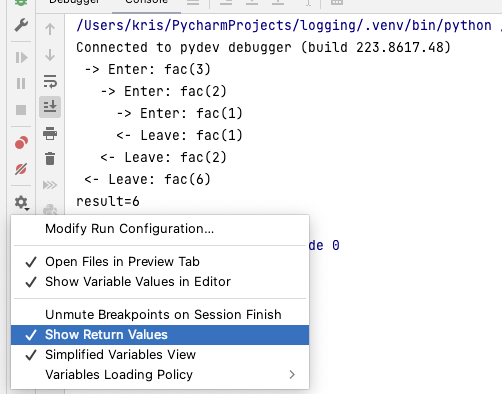 Debugger
Console
/Users/kris/PycharmProjects/logging/.venv/bin/python
Connected to pydev debugger (build 223.8617.48)
-> Enter: fac(3)
-> Enter: fac(2)
-> Enter: fac(1)
<- Leave: fac(1)
<- Leave: fac(2)
<- Leave: fac(6)
result=6
de 0
Modify Run Configuration...
Open Files in Preview Tab
Show Variable Values in Editor
Unmute Breakpoints on Session Finish
Show Return Values
Simplified Variables View
Variables Loading Policy